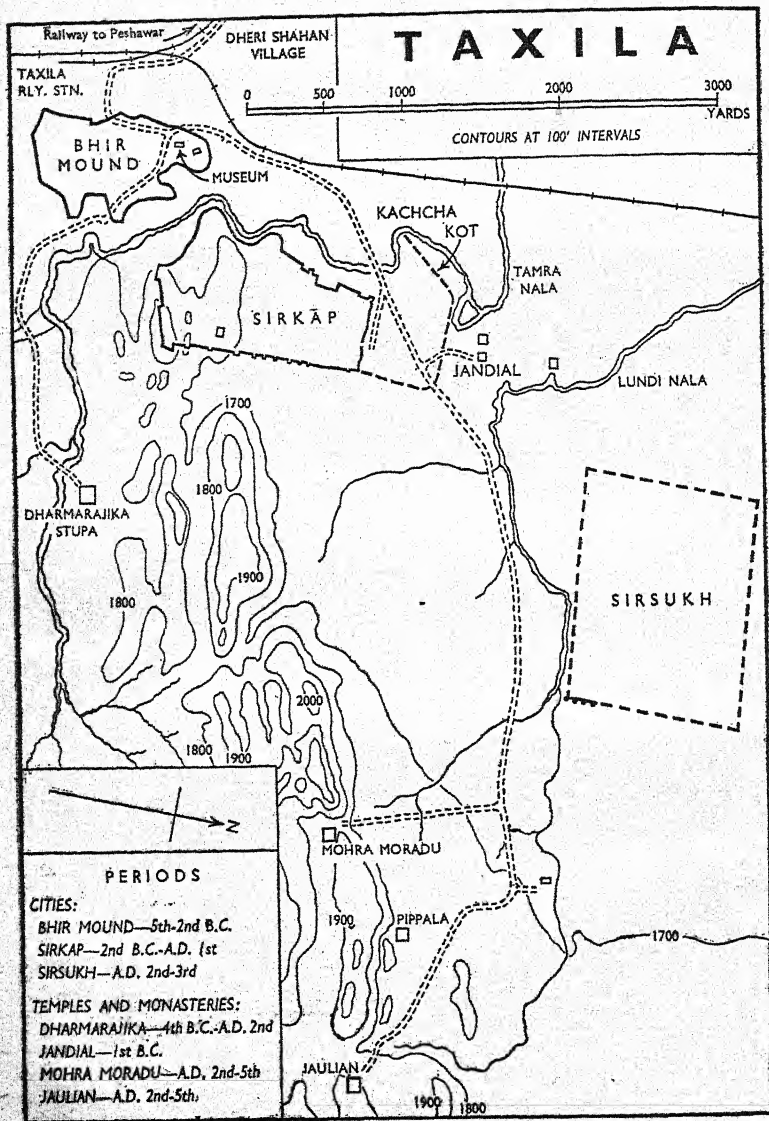 TAXILA
Railway to Peshawar
DHERI SHAHAN
VILLAGE
TAXILA
RLY. STN.
0 500 1000 2000 3000
YARDS
CONTOURS AT 100' INTERVALS
BHIR
MOUND
MUSEUM
KACHCHA
KOT
TAMRA
NALA
SIRKĀP
JANDIAL
LUNDI NALA
1700
1800
DHARMARAJIKA
STUPA
1900
1800
SIRSUKH
2000
1800
1900
N
MOHRA MORADU
1900
PIPPALA
1700
JAULIAN
1900
1800
PERIODS
CITIES:
BHIR MOUND—5th-2nd B.C.
SIRKAP—2nd B.C.-A.D. 1st
SIRSUKH—A.D. 2nd-3rd
TEMPLES AND MONASTERIES:
DHARMARAJIKA—4th B.C.-A.D. 2nd
JANDIAL—1st B.C.
MOHRA MORADU—A.D. 2nd-5th
JAULIAN—A.D. 2nd-5th